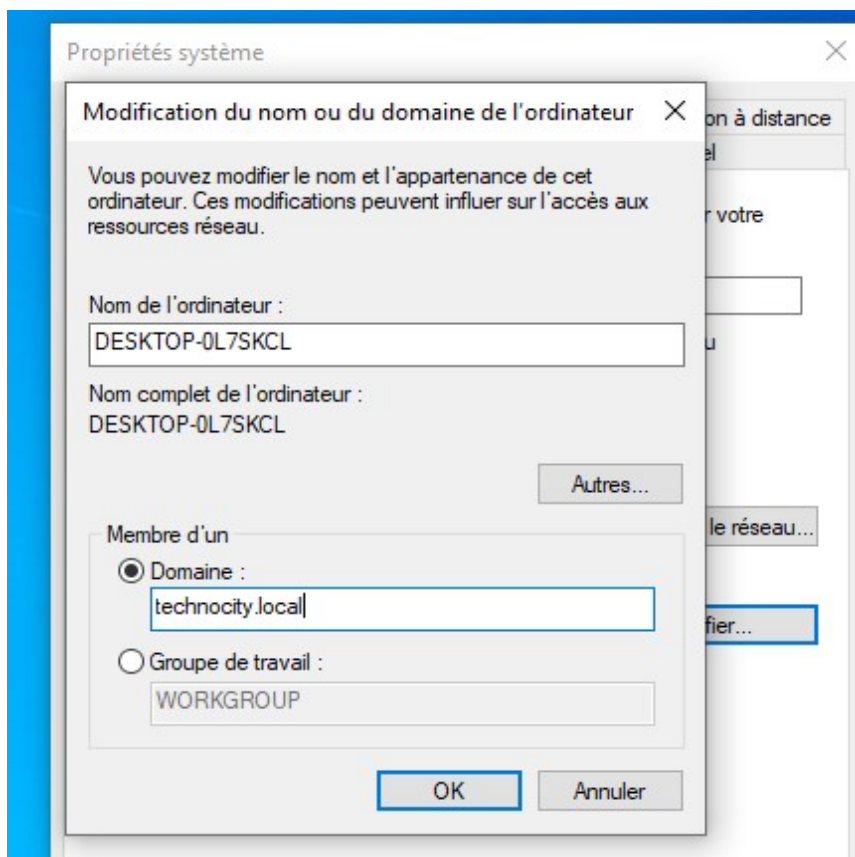 Propriétés système
Modification du nom ou du domaine de l'ordinateur
on à distance
el
Vous pouvez modifier le nom et l'appartenance de cet
ordinateur. Ces modifications peuvent influer sur l'accès aux
ressources réseau.
r votre
Nom de l'ordinateur :
DESKTOP-0L7SKCL
u
Nom complet de l'ordinateur :
DESKTOP-0L7SKCL
Autres...
le réseau...
Membre d'un
Domaine :
technocity.local
fier...
Groupe de travail :
WORKGROUP
OK
Annuler